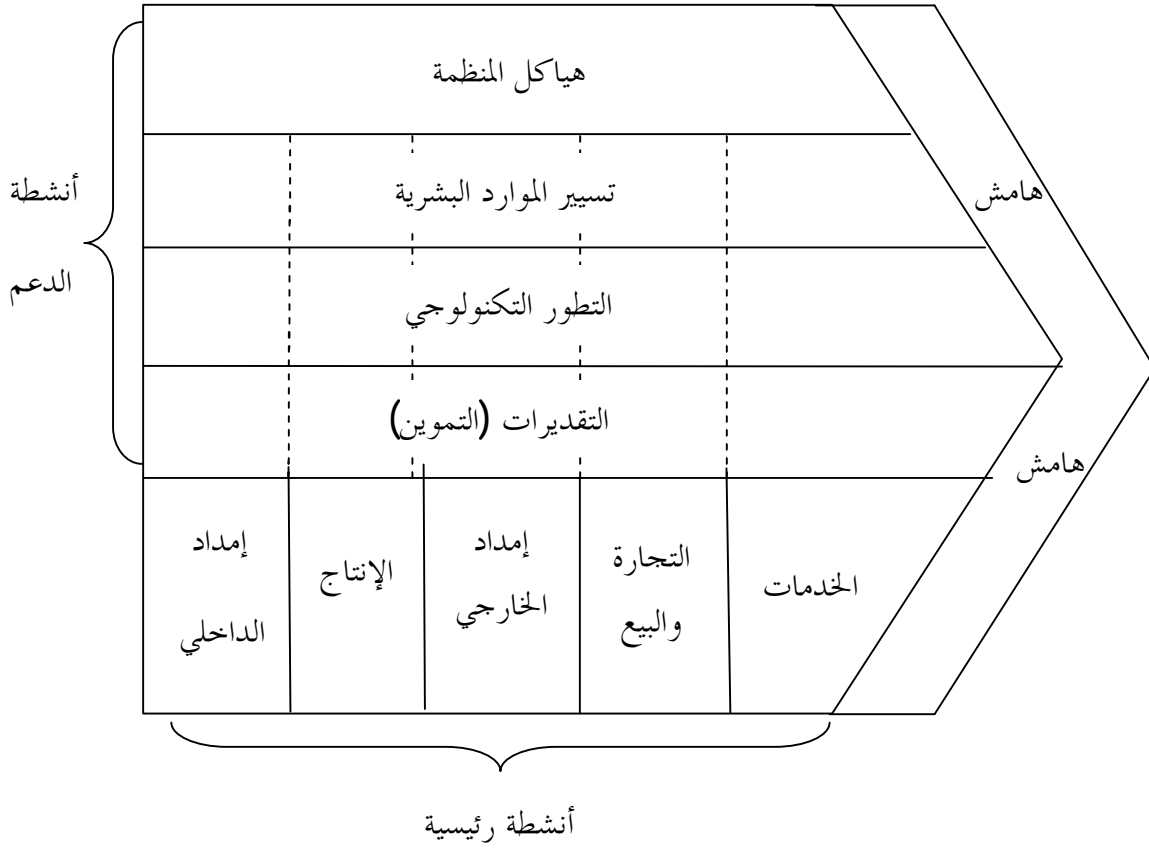 هياكل المنظمة
تسيير الموارد البشرية
التطور التكنولوجي
التقديرات (التموين)
أنشطة
الدعم
هامش
هامش
إمداد
الداخلي
الإنتاج
إمداد
الخارجي
التجارة
والبيع
الخدمات
أنشطة رئيسية